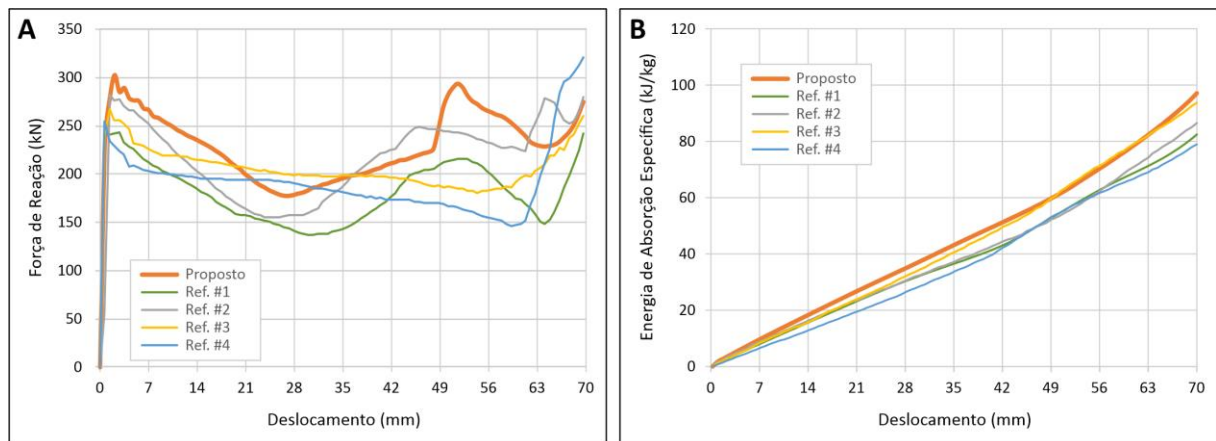 A
350
300
250
200
150
100
50
0
Força de Reação (kN)
Proposto
Ref. #1
Ref. #2
Ref. #3
Ref. #4
0 7 14 21 28 35 42 49 56 63 70
Deslocamento (mm)
B
120
100
80
60
40
20
0
Energia de Absorção Específica (kJ/kg)
Proposto
Ref. #1
Ref. #2
Ref. #3
Ref. #4
0 7 14 21 28 35 42 49 56 63 70
Deslocamento (mm)